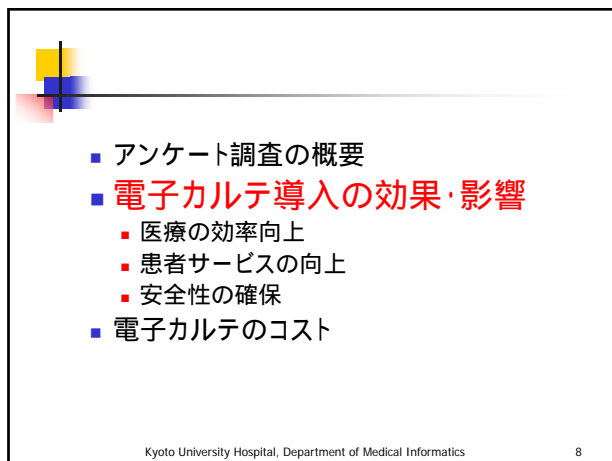 アンケート調査の概要
電子カルテ導入の効果・影響
医療の効率向上
患者サービスの向上
安全性の確保
電子カルテのコスト
Kyoto University Hospital, Department of Medical Informatics 8